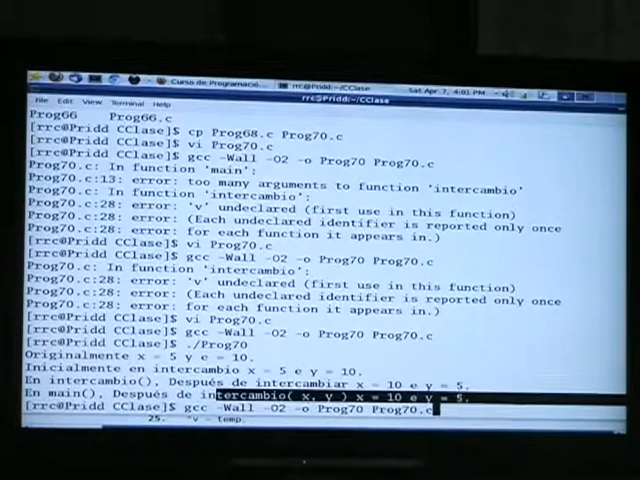 Curso de Programació... rrc@Pridd:~/CClase Sat Apr 7, 4:01 PM
rrc@Pridd:~/CClase
File Edit View Terminal Help
Prog66 Prog66.c
[rrc@Pridd CClase]$ cp Prog68.c Prog70.c
[rrc@Pridd CClase]$ vi Prog70.c
[rrc@Pridd CClase]$ gcc -Wall -O2 -o Prog70 Prog70.c
Prog70.c: In function 'main':
Prog70.c:13: error: too many arguments to function 'intercambio'
Prog70.c: In function 'intercambio':
Prog70.c:28: error: 'v' undeclared (first use in this function)
Prog70.c:28: error: (Each undeclared identifier is reported only once
Prog70.c:28: error: for each function it appears in.)
[rrc@Pridd CClase]$ vi Prog70.c
[rrc@Pridd CClase]$ gcc -Wall -O2 -o Prog70 Prog70.c
Prog70.c: In function 'intercambio':
Prog70.c:28: error: 'v' undeclared (first use in this function)
Prog70.c:28: error: (Each undeclared identifier is reported only once
Prog70.c:28: error: for each function it appears in.)
[rrc@Pridd CClase]$ vi Prog70.c
[rrc@Pridd CClase]$ gcc -Wall -O2 -o Prog70 Prog70.c
[rrc@Pridd CClase]$ ./Prog70
Originalmente x = 5 y e = 10.
Inicialmente en intercambio x = 5 e y = 10.
En intercambio(), Después de intercambiar x = 10 e y = 5.
En main(), Después de intercambio( x, y ) x = 10 e y = 5.
[rrc@Pridd CClase]$ gcc -Wall -O2 -o Prog70 Prog70.c
25. *v = temp.